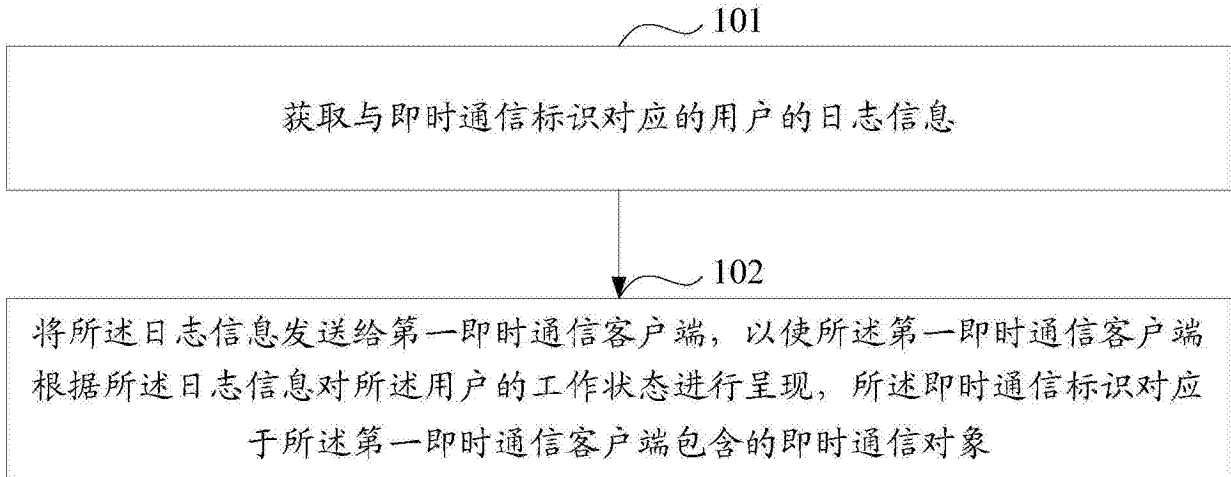 101
获取与即时通信标识对应的用户的日志信息
102
将所述日志信息发送给第一即时通信客户端，以使所述第一即时通信客户端
根据所述日志信息对所述用户的工作状态进行呈现，所述即时通信标识对应
于所述第一即时通信客户端包含的即时通信对象